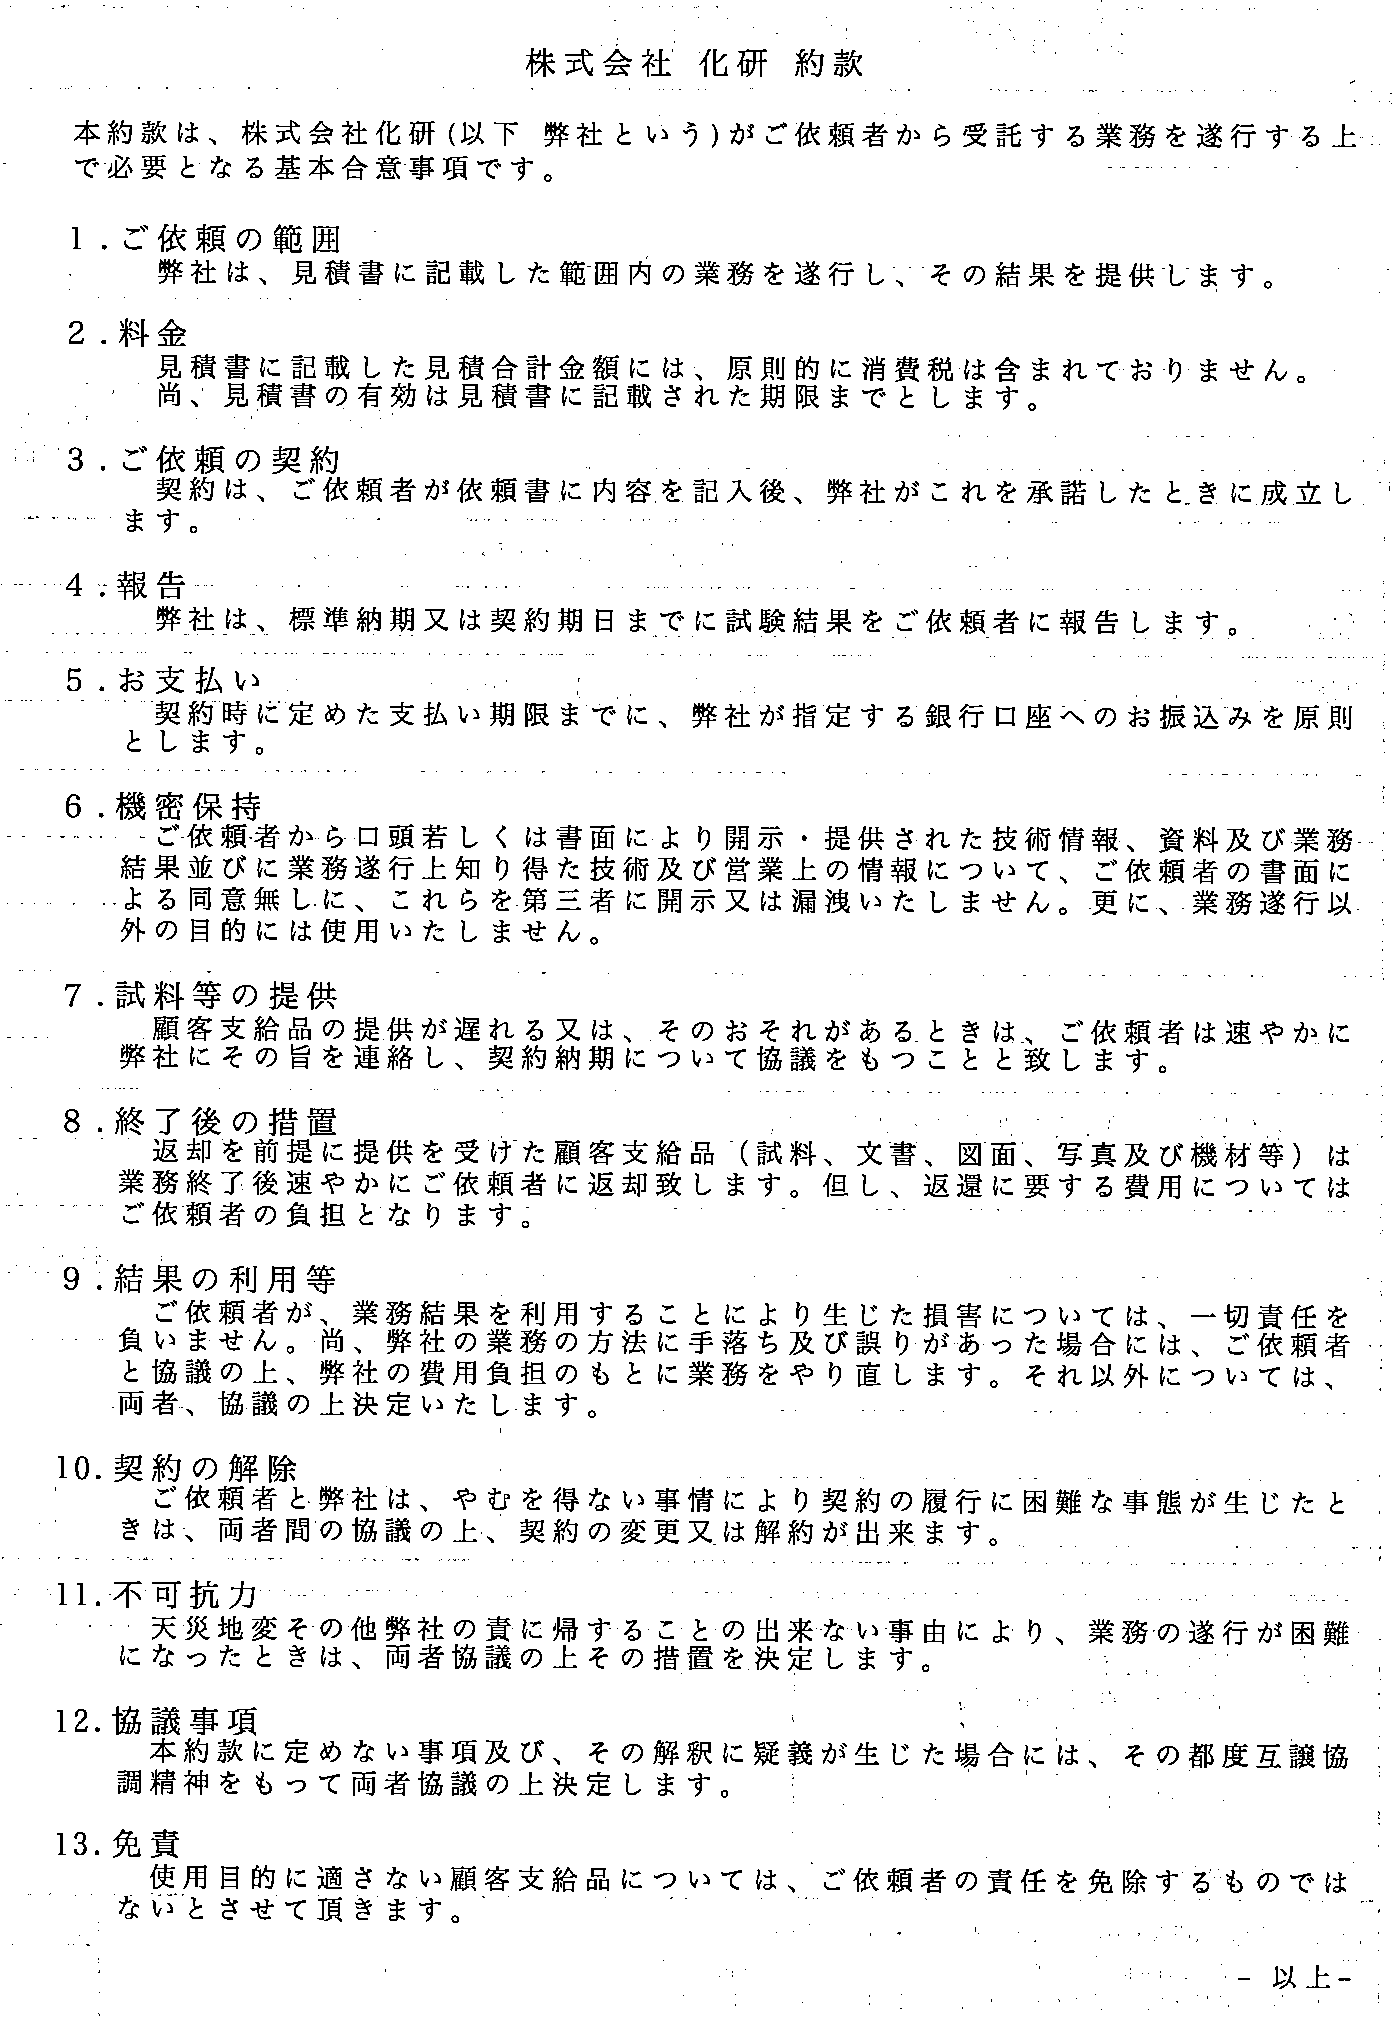 株式会社 化研 約款
本約款は、株式会社化研(以下 弊社という)がご依頼者から受託する業務を遂行する上
で必要となる基本合意事項です。
1.ご依頼の範囲
弊社は、見積書に記載した範囲内の業務を遂行し、その結果を提供します。
2.料金
見積書に記載した見積合計金額には、原則的に消費税は含まれておりません。
尚、見積書の有効は見積書に記載された期限までとします。
3.ご依頼の契約
契約は、ご依頼者が依頼書に内容を記入後、弊社がこれを承諾したときに成立し
ます。
4.報告
弊社は、標準納期又は契約期日までに試験結果をご依頼者に報告します。
5.お支払い
契約時に定めた支払い期限までに、弊社が指定する銀行口座へのお振込みを原則
とします。
6.機密保持
ご依頼者から口頭若しくは書面により開示・提供された技術情報、資料及び業務
結果並びに業務遂行上知り得た技術及び営業上の情報について、ご依頼者の書面に
よる同意無しに、これらを第三者に開示又は漏洩いたしません。更に、業務遂行以
外の目的には使用いたしません。
7.試料等の提供
顧客支給品の提供が遅れる又は、そのおそれがあるときは、ご依頼者は速やかに
弊社にその旨を連絡し、契約納期について協議をもつことと致します。
8.終了後の措置
返却を前提に提供を受けた顧客支給品(試料、文書、図面、写真及び機材等)は
業務終了後速やかにご依頼者に返却致します。但し、返還に要する費用については
ご依頼者の負担となります。
9.結果の利用等
ご依頼者が、業務結果を利用することにより生じた損害については、一切責任を
負いません。尚、弊社の業務の方法に手落ち及び誤りがあった場合には、ご依頼者
と協議の上、弊社の費用負担のもとに業務をやり直します。それ以外については、
両者、協議の上決定いたします。
10.契約の解除
ご依頼者と弊社は、やむを得ない事情により契約の履行に困難な事態が生じたと
きは、両者間の協議の上、契約の変更又は解約が出来ます。
11.不可抗力
天災地変その他弊社の責に帰することの出来ない事由により、業務の遂行が困難
になったときは、両者協議の上その措置を決定します。
12.協議事項
本約款に定めない事項及び、その解釈に疑義が生じた場合には、その都度互譲協
調精神をもって両者協議の上決定します。
13.免責
使用目的に適さない顧客支給品については、ご依頼者の責任を免除するものでは
ないとさせて頂きます。
- 以上-